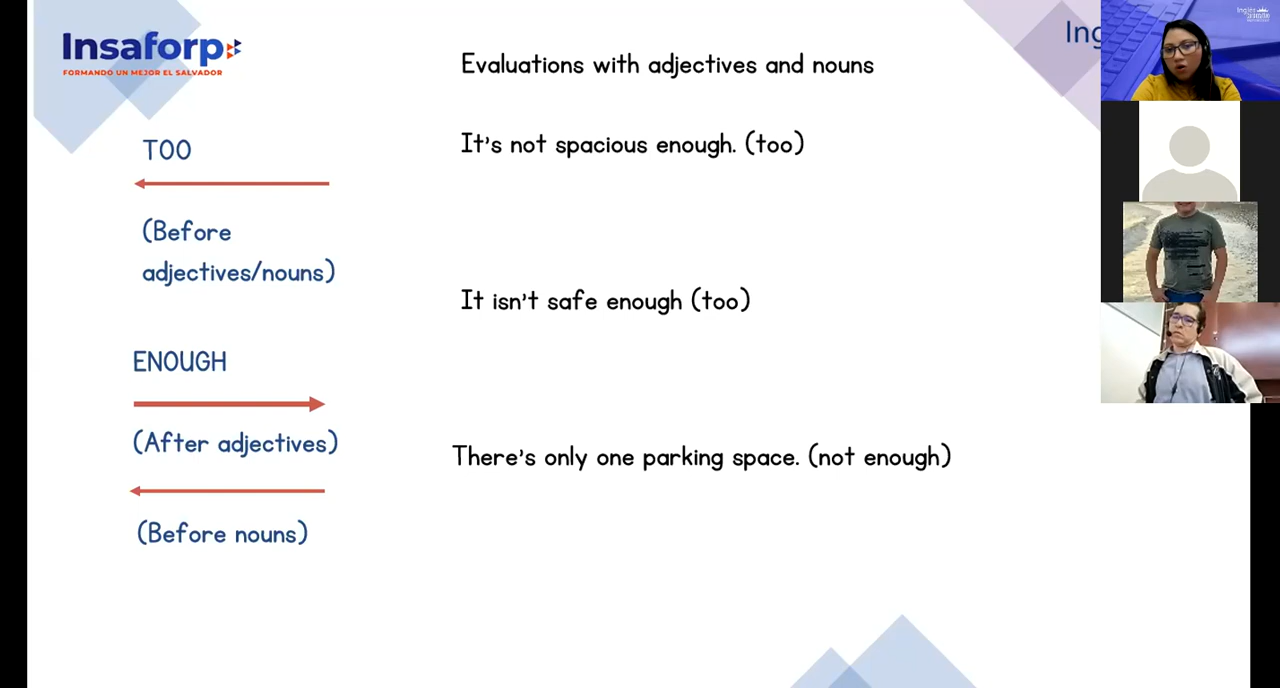 Insaforp
FORMANDO UN MEJOR EL SALVADOR
Evaluations with adjectives and nouns
TOO
(Before
adjectives/nouns)
ENOUGH
(After adjectives)
(Before nouns)
It's not spacious enough. (too)
It isn't safe enough (too)
There's only one parking space. (not enough)
Ing